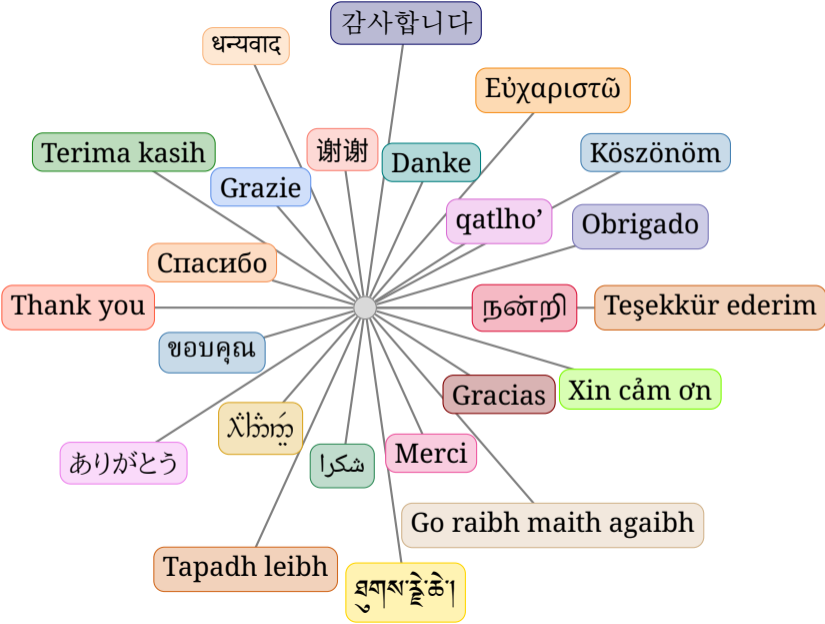 감사합니다
धन्यवाद
Εὐχαριστῶ
谢谢
Danke
Köszönöm
Terima kasih
Grazie
qatlho’
Obrigado
Спасибо
Thank you
நன்றி
Teşekkür ederim
ขอบคุณ
Gracias
Xin cảm ơn
ありがとう
شكرا
Merci
Go raibh maith agaibh
Tapadh leibh
ཐུགས་རྗེ་ཆེ།